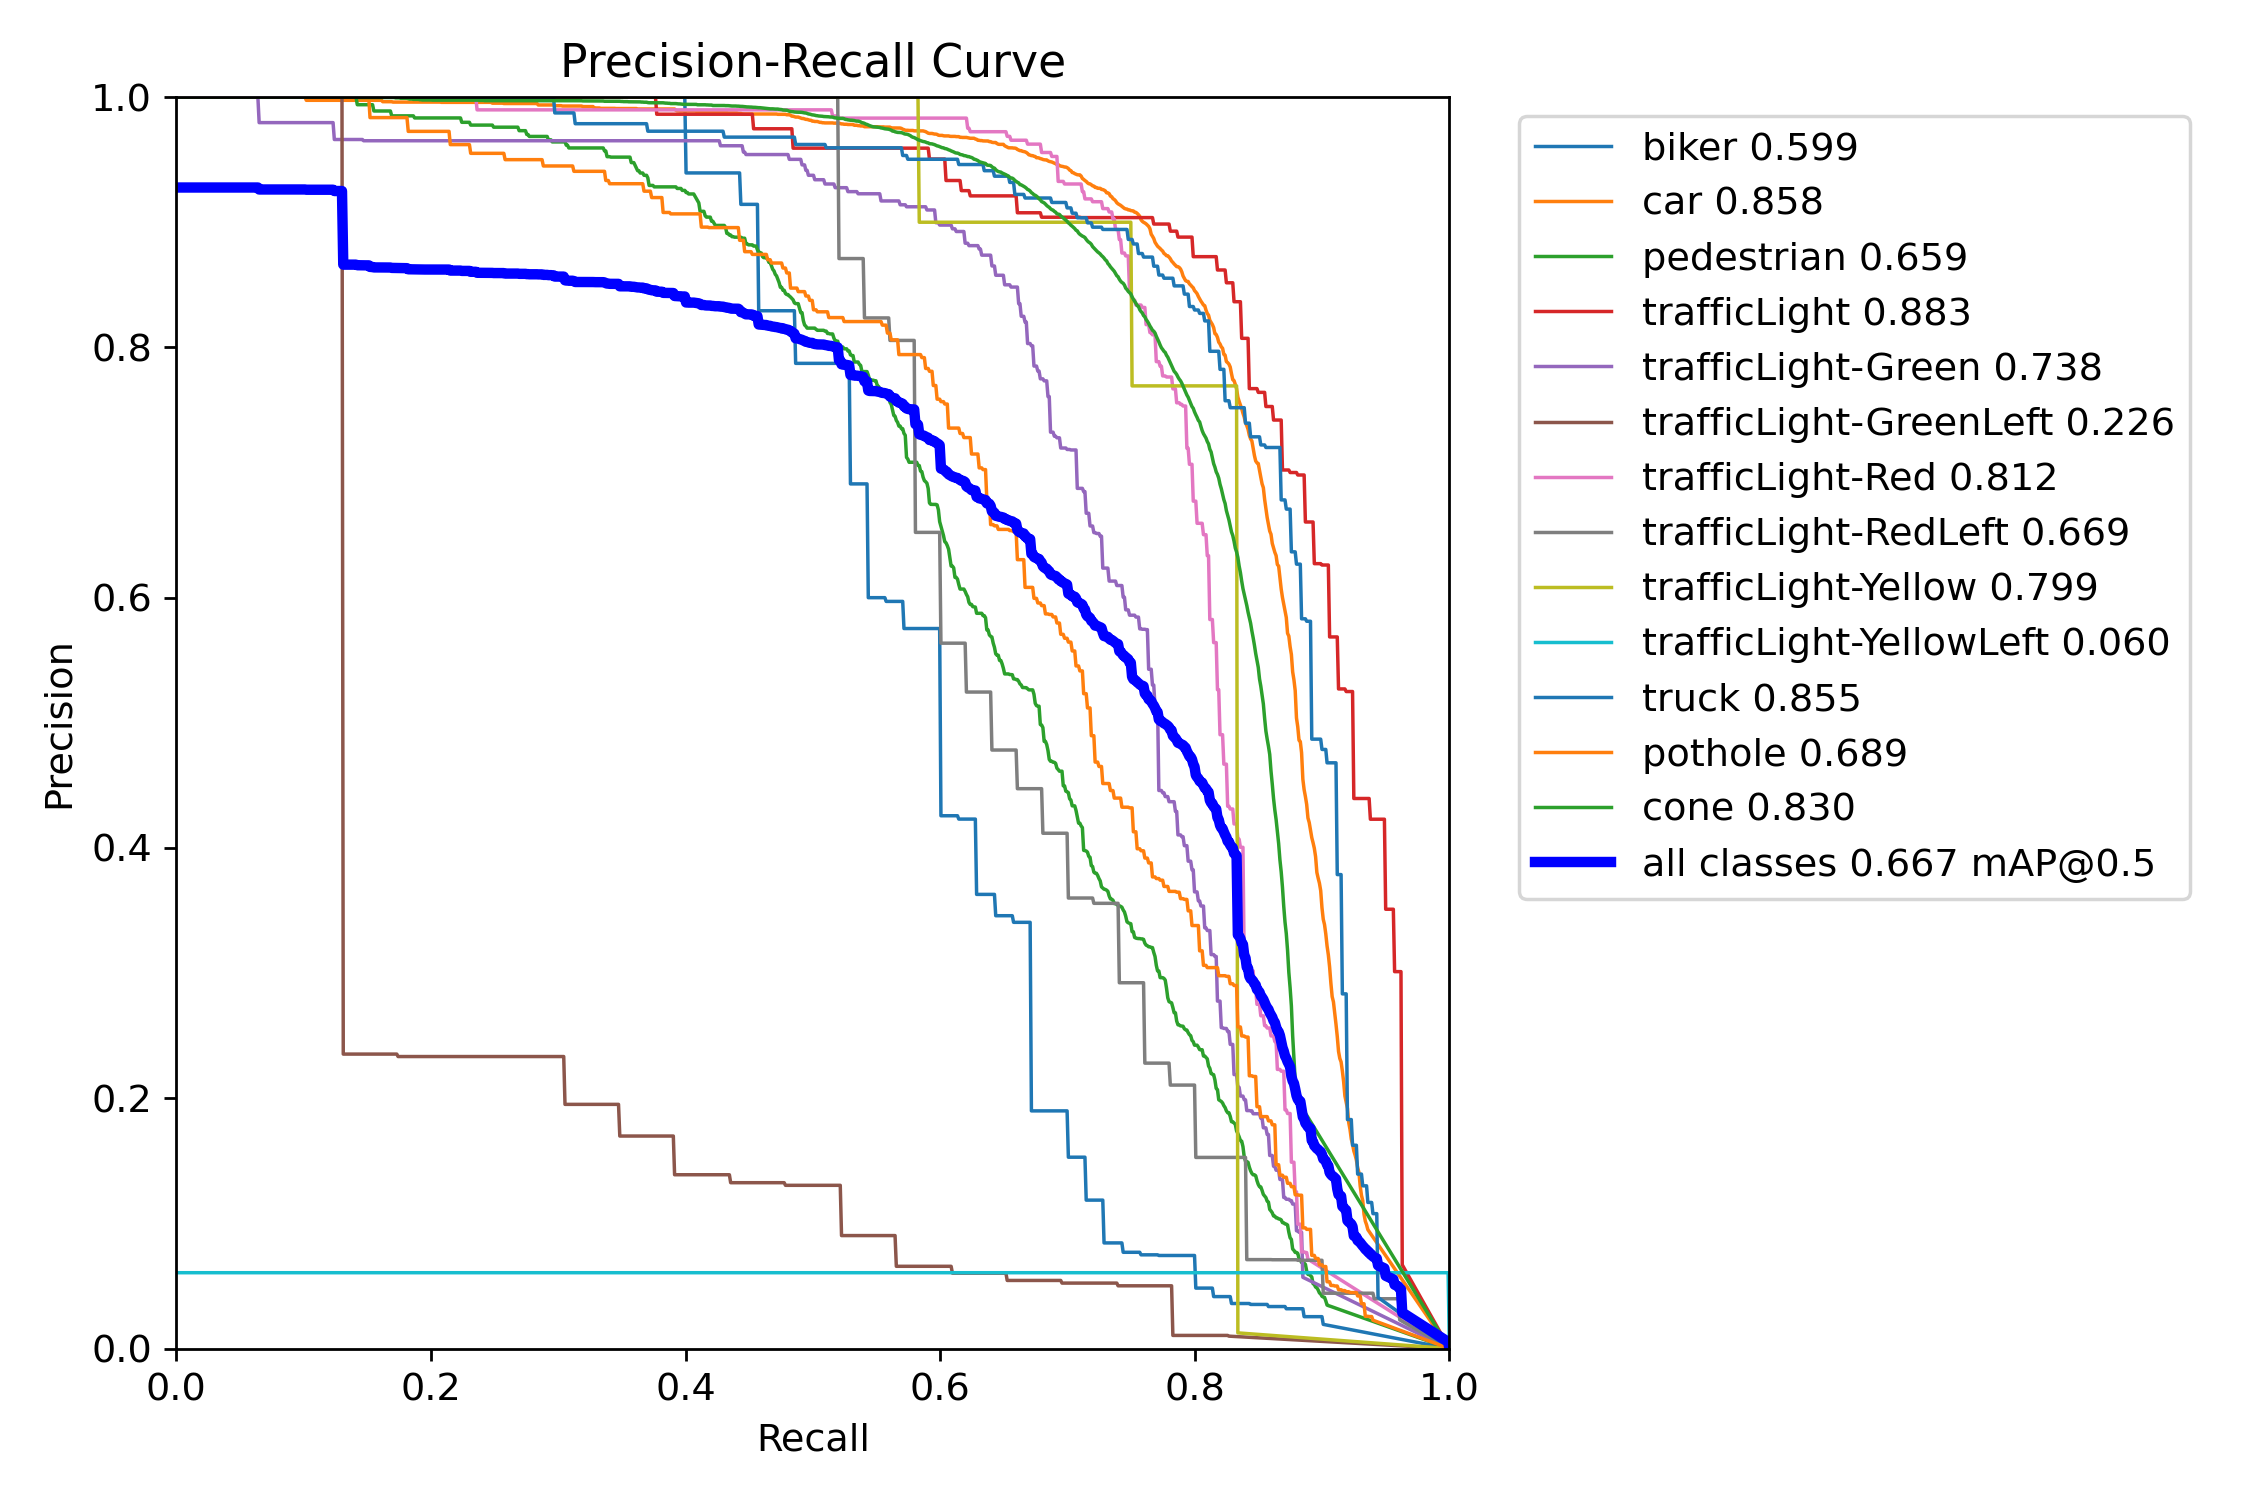 Precision-Recall Curve
1.0
0.8
0.6
0.4
0.2
0.0
Precision
0.0 0.2 0.4 0.6 0.8 1.0
Recall
biker 0.599
car 0.858
pedestrian 0.659
trafficLight 0.883
trafficLight-Green 0.738
trafficLight-GreenLeft 0.226
trafficLight-Red 0.812
trafficLight-RedLeft 0.669
trafficLight-Yellow 0.799
trafficLight-YellowLeft 0.060
truck 0.855
pothole 0.689
cone 0.830
all classes 0.667 mAP@0.5